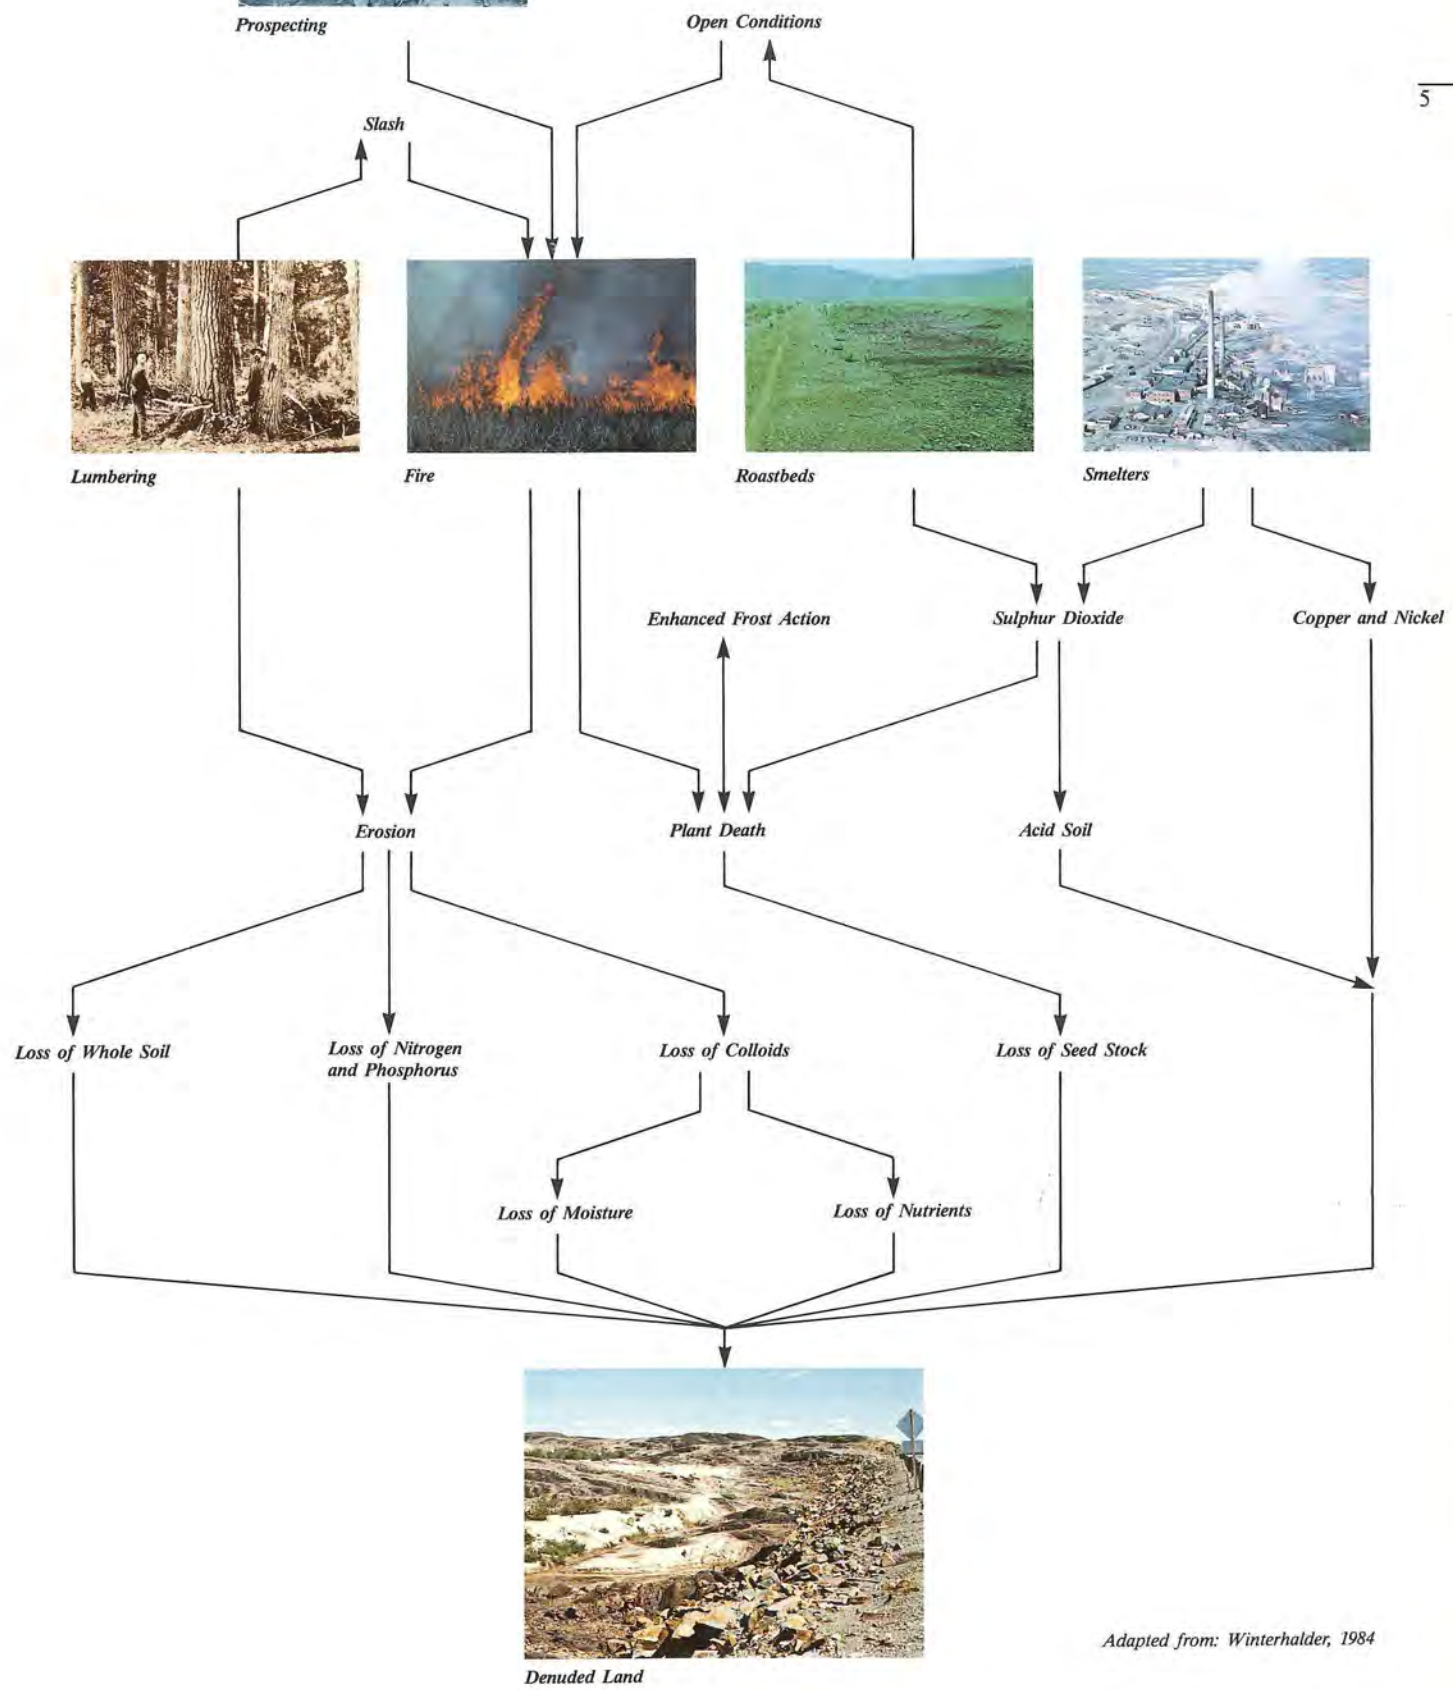 Prospecting
Open Conditions
5
Slash
Lumbering
Fire
Roastbeds
Smelters
Enhanced Frost Action
Sulphur Dioxide
Copper and Nickel
Erosion
Plant Death
Acid Soil
Loss of Whole Soil
Loss of Nitrogen
and Phosphorus
Loss of Colloids
Loss of Seed Stock
Loss of Moisture
Loss of Nutrients
Adapted from: Winterhalder, 1984
Denuded Land